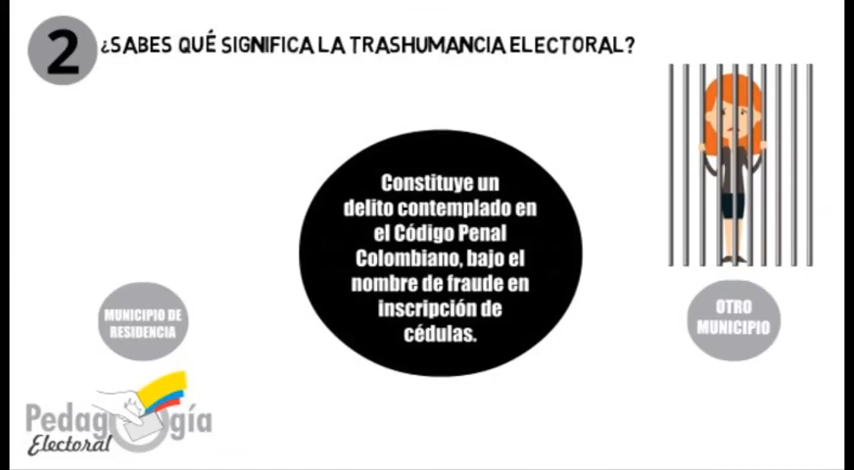 2
¿SABES QUÉ SIGNIFICA LA TRASHUMANCIA ELECTORAL?
Constituye un
delito contemplado en
el Código Penal
Colombiano, bajo el
nombre de fraude en
inscripción de
cédulas.
MUNICIPIO DE
RESIDENCIA
OTRO
MUNICIPIO
Pedagogía
Electoral